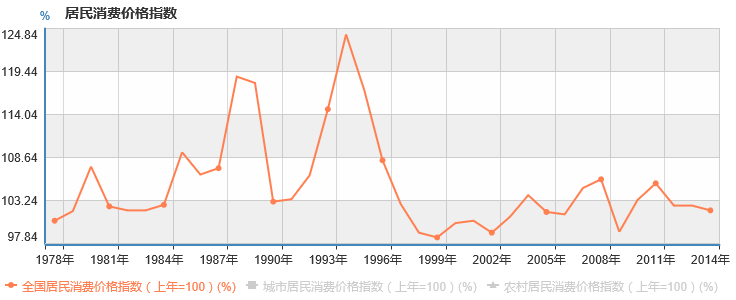 % 居民消费价格指数
124.84
119.44
114.04
108.64
103.24
97.84
1978年 1981年 1984年 1987年 1990年 1993年 1996年 1999年 2002年 2005年 2008年 2011年 2014年
全国居民消费价格指数（上年=100）(%) 城市居民消费价格指数（上年=100）(%) 农村居民消费价格指数（上年=100）(%)